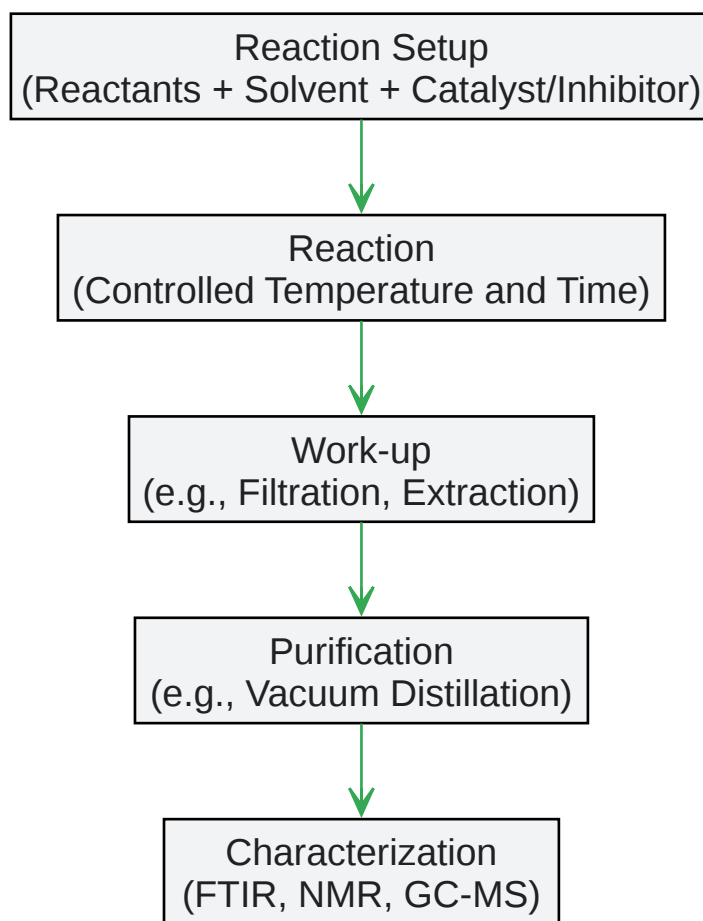 Reaction Setup
(Reactants + Solvent + Catalyst/Inhibitor)
Reaction
(Controlled Temperature and Time)
Work-up
(e.g., Filtration, Extraction)
Purification
(e.g., Vacuum Distillation)
Characterization
(FTIR, NMR, GC-MS)